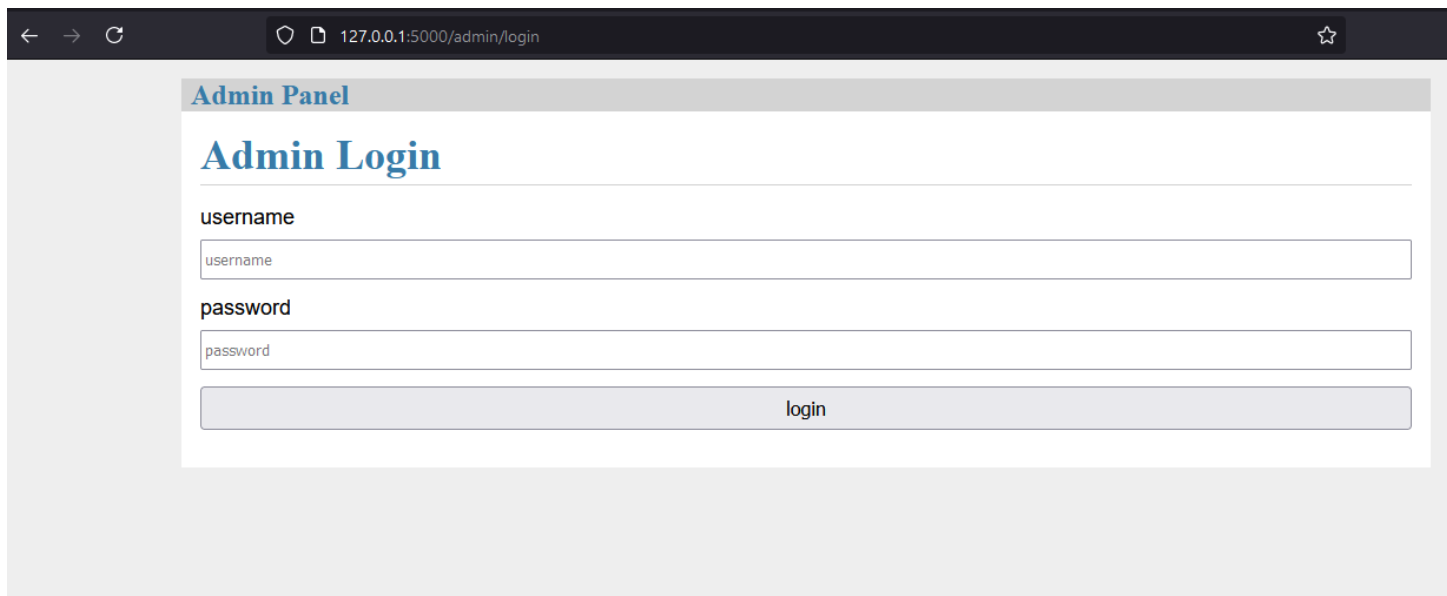 127.0.0.1:5000/admin/login
Admin Panel
Admin Login
username
username
password
password
login